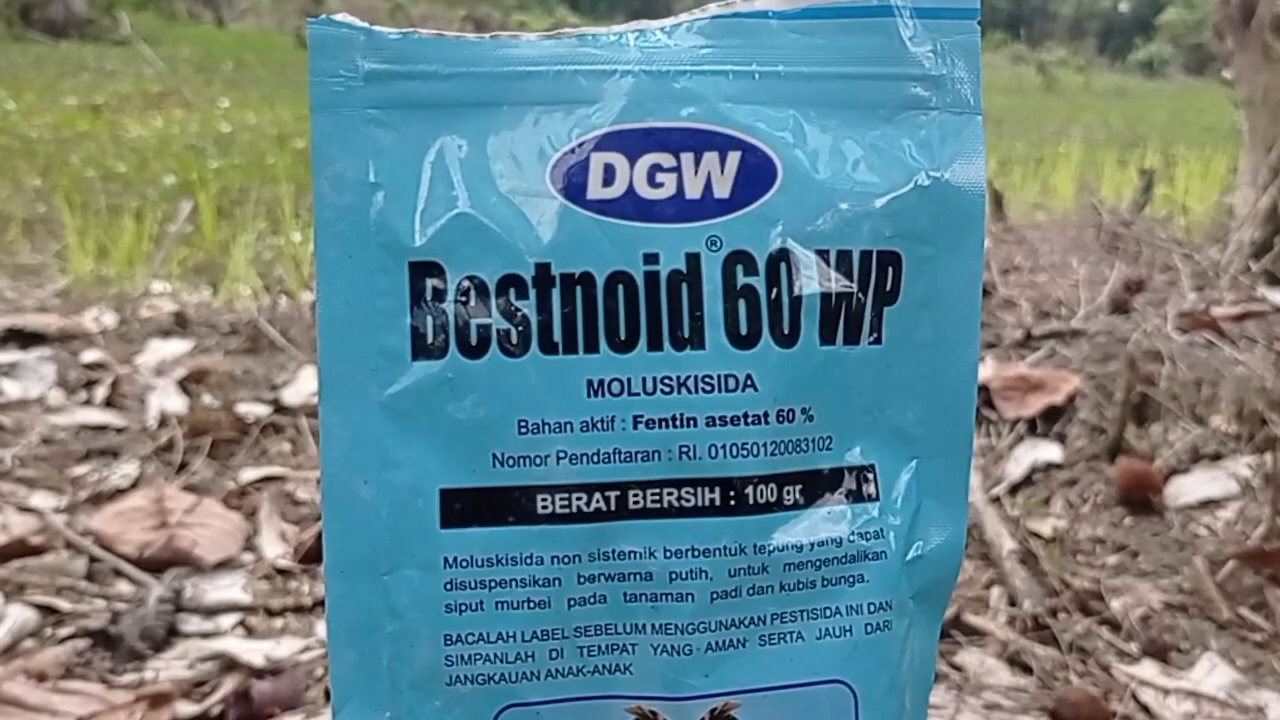 DGW
Bestnoid® 60 WP
MOLUSKISIDA
Bahan aktif : Fentin asetat 60 %
Nomor Pendaftaran : RI. 01050120083102
BERAT BERSIH : 100 gr
Moluskisida non sistemik berbentuk tepung yang dapat
disuspensikan berwarna putih, untuk mengendalikan
siput murbei pada tanaman padi dan kubis bunga.
BACALAH LABEL SEBELUM MENGGUNAKAN PESTISIDA INI DAN
SIMPANLAH DI TEMPAT YANG AMAN SERTA JAUH DARI
JANGKAUAN ANAK-ANAK